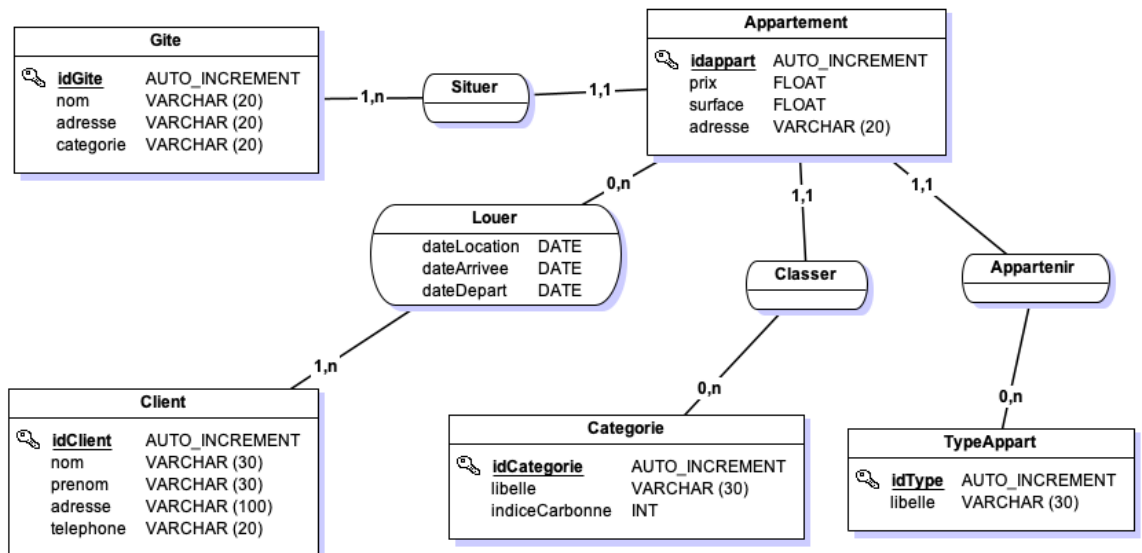 Gite
idGite AUTO_INCREMENT
nom VARCHAR (20)
adresse VARCHAR (20)
categorie VARCHAR (20)
1,n
Situer
1,1
Appartement
idappart AUTO_INCREMENT
prix FLOAT
surface FLOAT
adresse VARCHAR (20)
0,n
1,1
1,1
Louer
dateLocation DATE
dateArrivee DATE
dateDepart DATE
Classer
Appartenir
1,n
0,n
0,n
Client
idClient AUTO_INCREMENT
nom VARCHAR (30)
prenom VARCHAR (30)
adresse VARCHAR (100)
telephone VARCHAR (20)
Categorie
idCategorie AUTO_INCREMENT
libelle VARCHAR (30)
indiceCarbonne INT
TypeAppart
idType AUTO_INCREMENT
libelle VARCHAR (30)